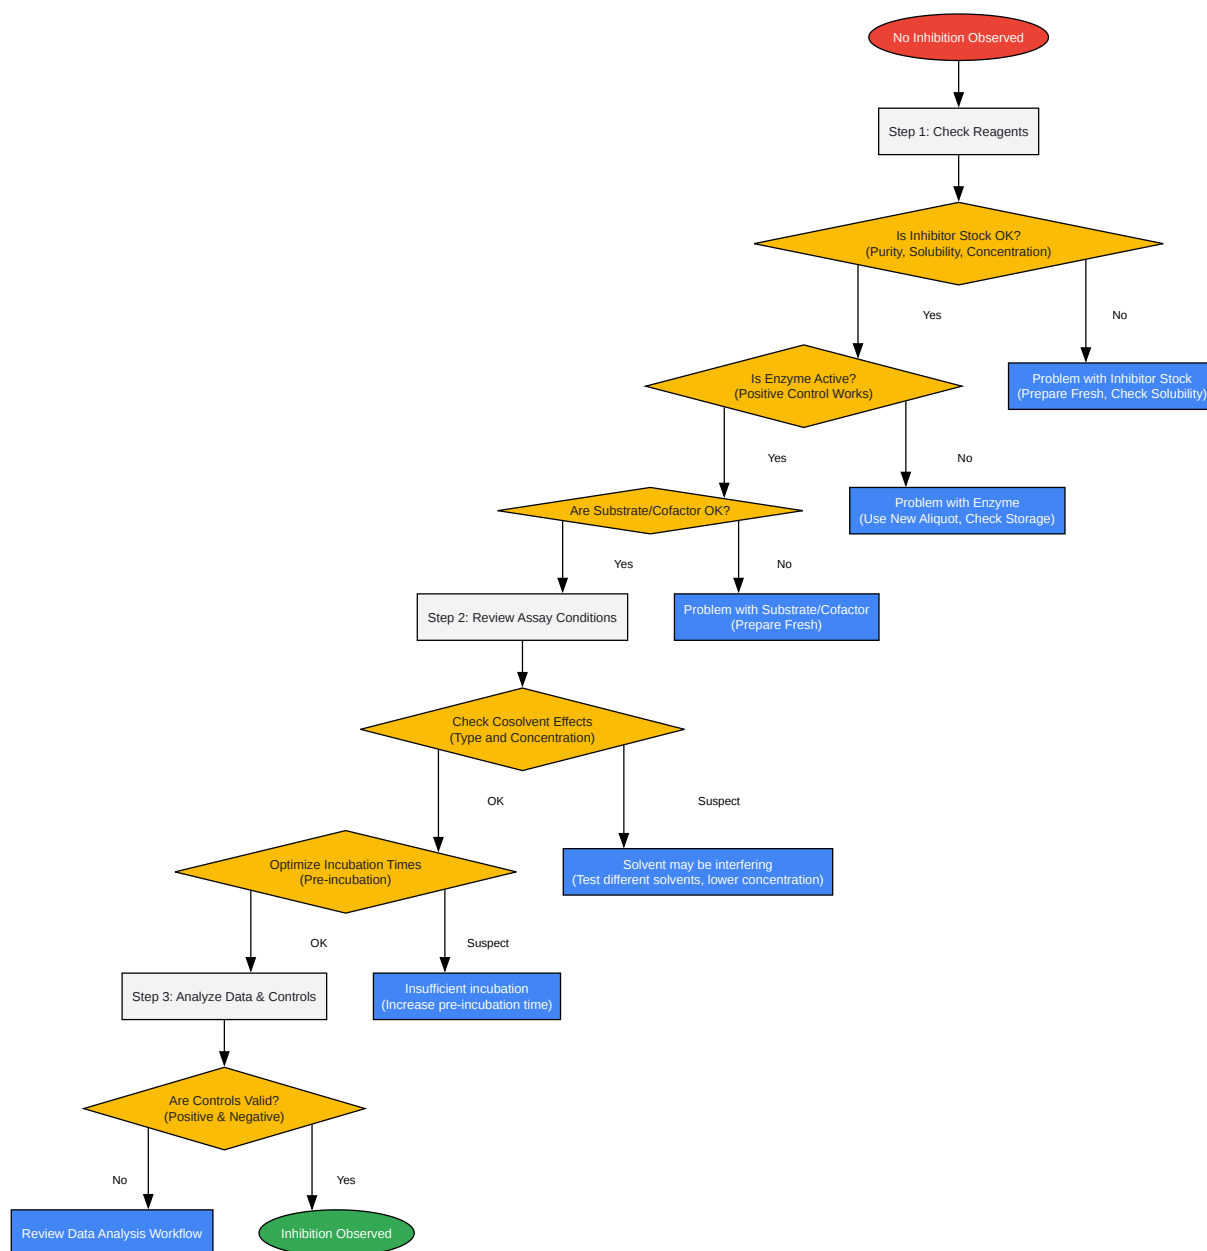 No Inhibition Observed
Step 1: Check Reagents
Is Inhibitor Stock OK?
(Purity, Solubility, Concentration)
Yes
No
Problem with Inhibitor Stock
(Prepare Fresh, Check Solubility)
Is Enzyme Active?
(Positive Control Works)
Yes
No
Problem with Enzyme
(Use New Aliquot, Check Storage)
Are Substrate/Cofactor OK?
Yes
No
Problem with Substrate/Cofactor
(Prepare Fresh)
Step 2: Review Assay Conditions
Check Cosolvent Effects
(Type and Concentration)
OK
Suspect
Solvent may be interfering
(Test different solvents, lower concentration)
Optimize Incubation Times
(Pre-incubation)
OK
Suspect
Insufficient incubation
(Increase pre-incubation time)
Step 3: Analyze Data & Controls
Are Controls Valid?
(Positive & Negative)
No
Yes
Review Data Analysis Workflow
Inhibition Observed